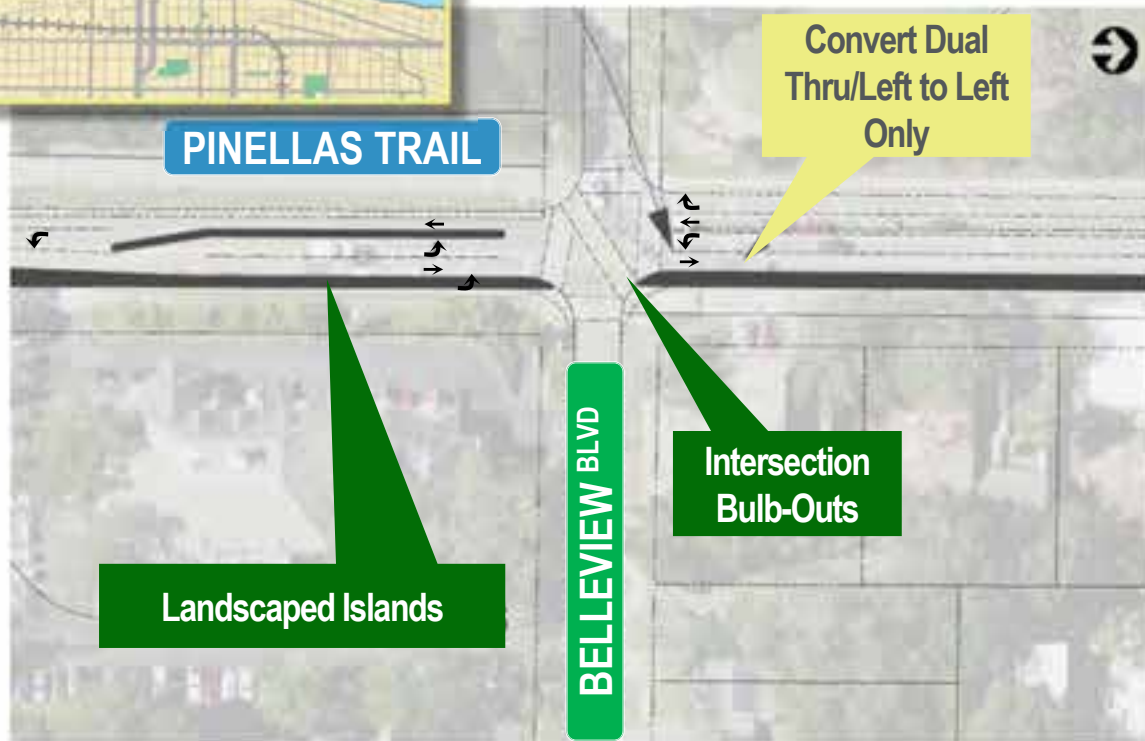 Convert Dual
Thru/Left to Left
Only
PINELLAS TRAIL
BELLEVIEW BLVD
Intersection
Bulb-Outs
Landscaped Islands